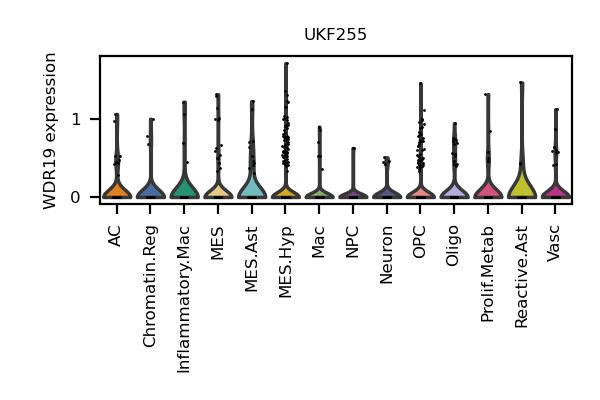 UKF255
WDR19 expression
1
0
AC
Chromatin.Reg
Inflammatory.Mac
MES
MES.Ast
MES.Hyp
Mac
NPC
Neuron
OPC
Oligo
Prolif.Metab
Reactive.Ast
Vasc